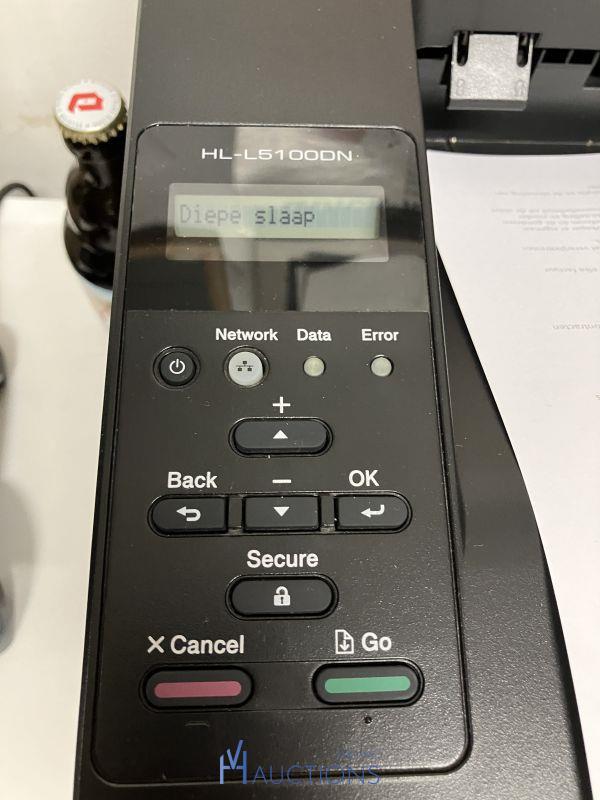 HL-L5100DN
Diepe slaap
Network Data Error
+
Back − OK
Secure
× Cancel Go
AUCTIONS